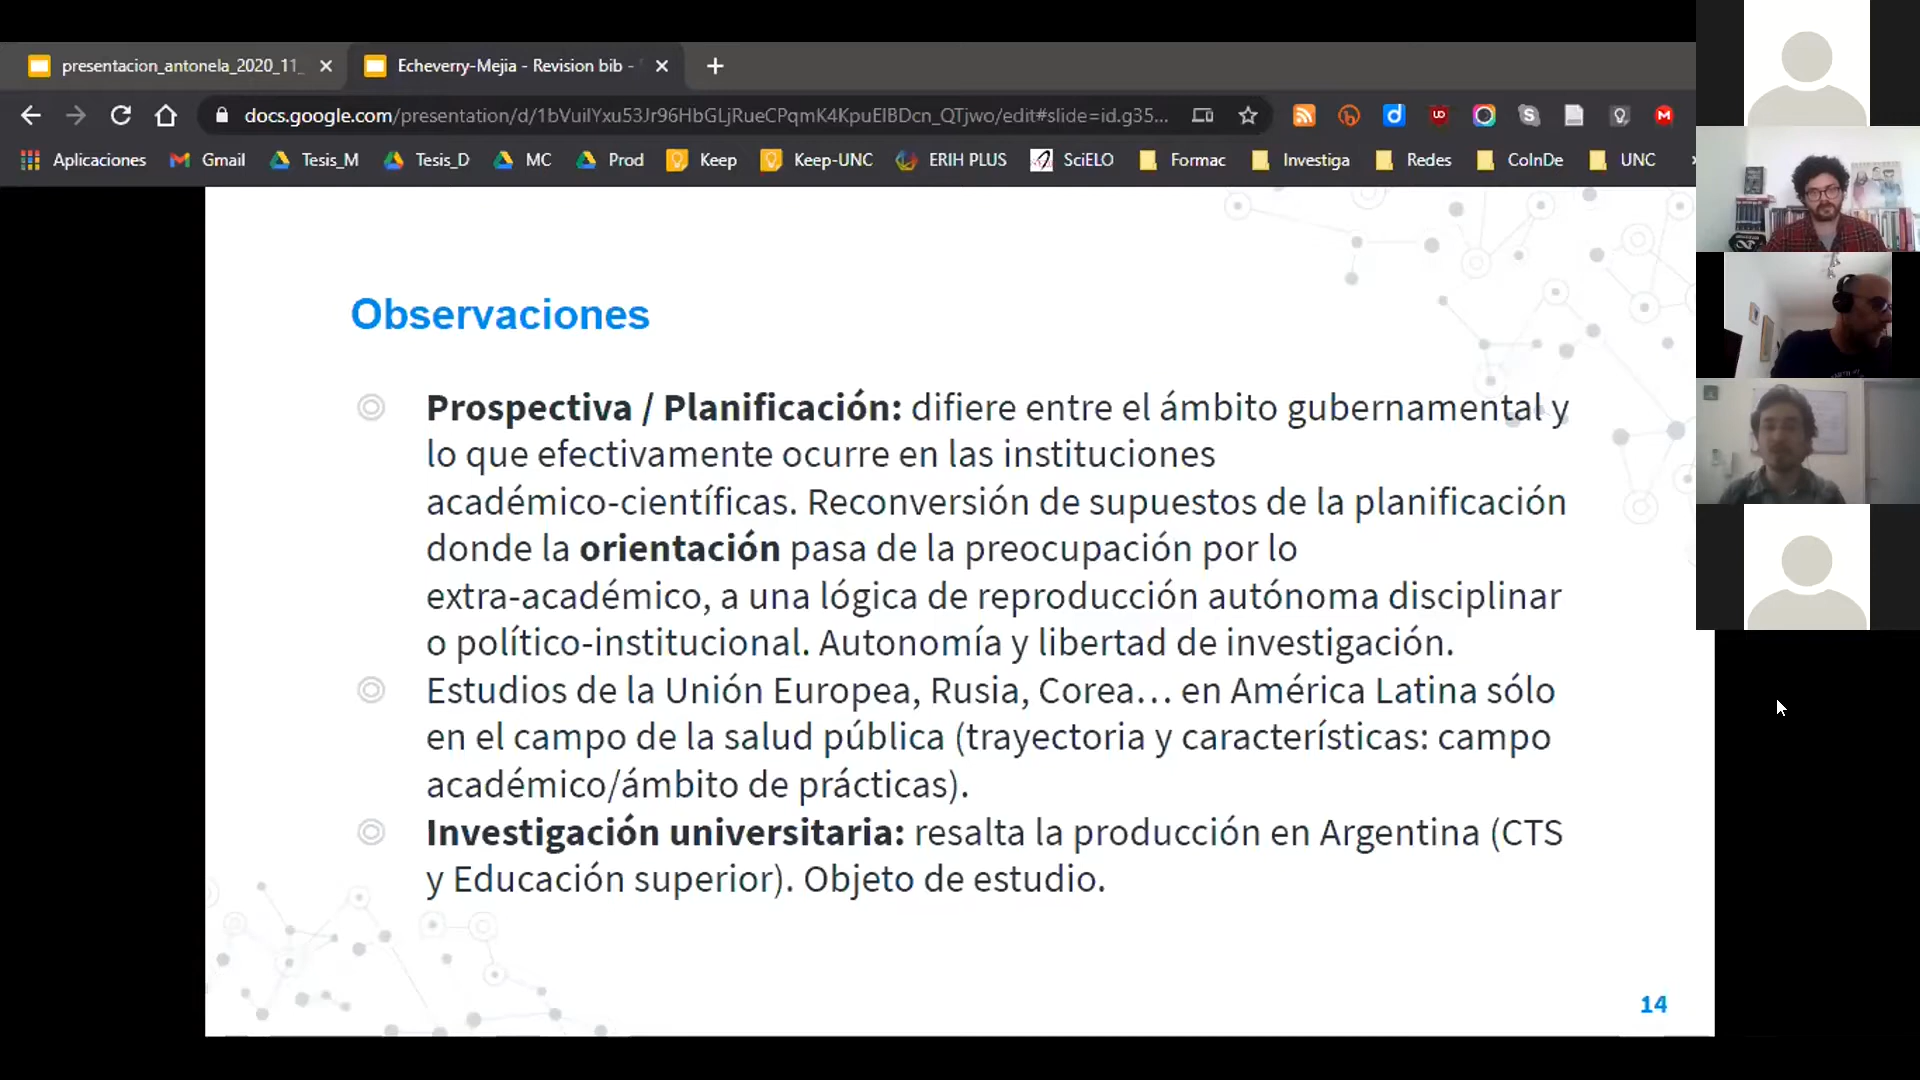 presentacion_antonela_2020_11_
Echeverry-Mejia - Revision bib -
docs.google.com/presentation/d/1bVuilYxu53Jr96HbGLjRueCPqmK4KpuElBDcn_QTjwo/edit#slide=id.g35...
Aplicaciones Gmail Tesis_M Tesis_D MC Prod Keep Keep-UNC ERIH PLUS SciELO Formac Investiga Redes CoInDe UNC
Observaciones
Prospectiva / Planificación: difiere entre el ámbito gubernamental y
lo que efectivamente ocurre en las instituciones
académico-científicas. Reconversión de supuestos de la planificación
donde la orientación pasa de la preocupación por lo
extra-académico, a una lógica de reproducción autónoma disciplinar
o político-institucional. Autonomía y libertad de investigación.
Estudios de la Unión Europea, Rusia, Corea… en América Latina sólo
en el campo de la salud pública (trayectoria y características: campo
académico/ámbito de prácticas).
Investigación universitaria: resalta la producción en Argentina (CTS
y Educación superior). Objeto de estudio.
14